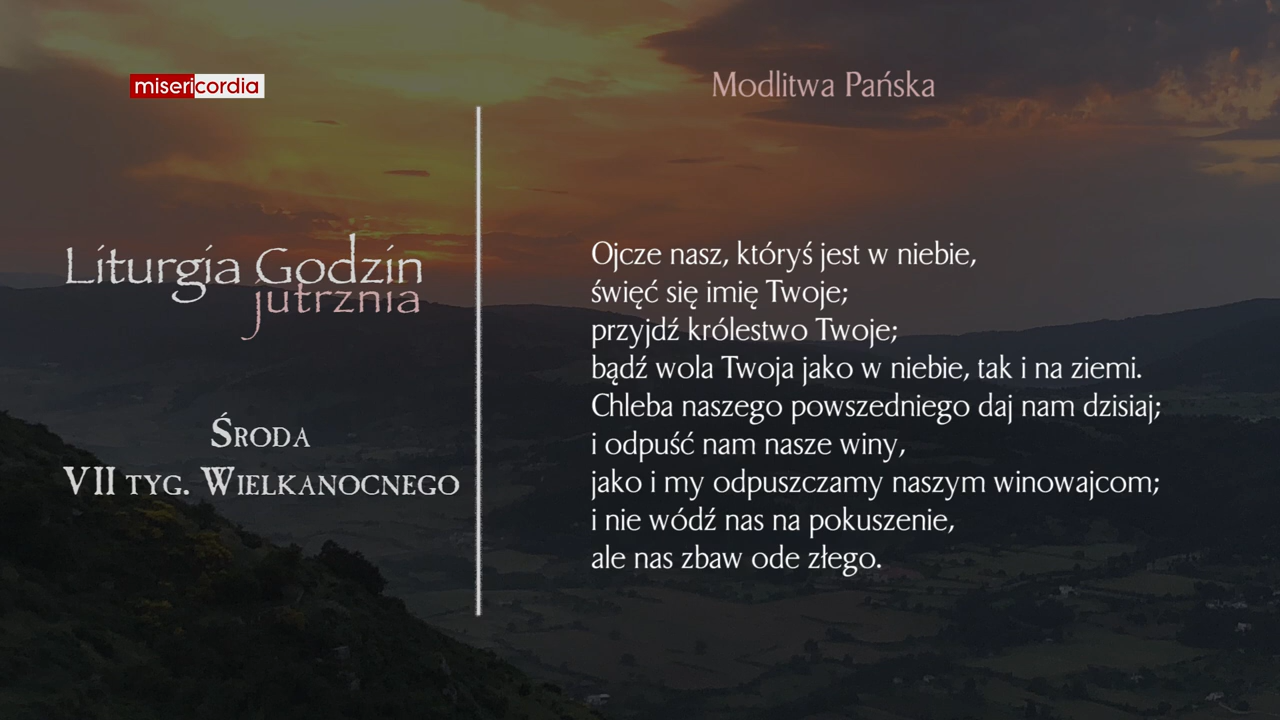 misericordia
Liturgia Godzin
jutrznia
Środa
VII tyg. Wielkanocnego
Modlitwa Pańska
Ojcze nasz, któryś jest w niebie,
święć się imię Twoje;
przyjdź królestwo Twoje;
bądź wola Twoja jako w niebie, tak i na ziemi.
Chleba naszego powszedniego daj nam dzisiaj;
i odpuść nam nasze winy,
jako i my odpuszczamy naszym winowajcom;
i nie wódź nas na pokuszenie,
ale nas zbaw ode złego.